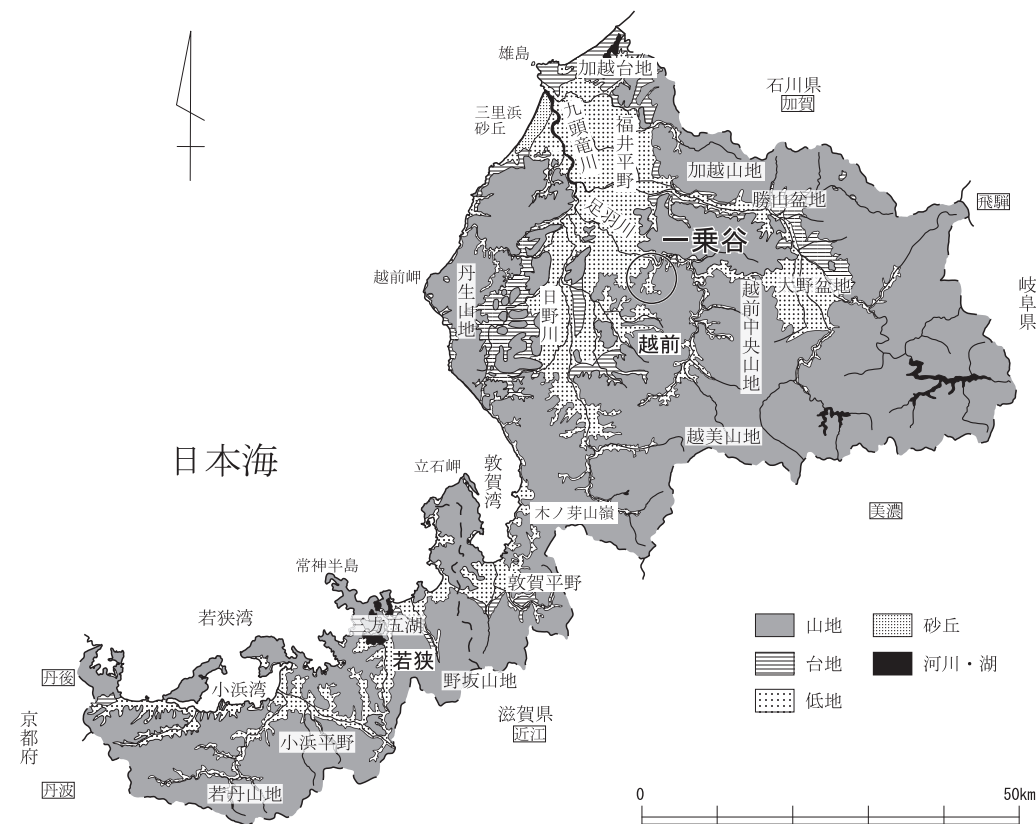 雄島
加越台地
石川県
加賀
三里浜
砂丘
九頭竜川
福井平野
加越山地
勝山盆地
飛騨
足羽川
一乗谷
越前岬
丹生山地
日野川
大野盆地
越前中央山地
岐阜県
越前
越美山地
日本海
立石岬
敦賀湾
木ノ芽山嶺
美濃
常神半島
敦賀平野
若狭湾
三方五湖
若狭
野坂山地
丹後
小浜湾
京都府
小浜平野
滋賀県
近江
丹波
若丹山地
山地
砂丘
台地
河川・湖
低地
0
50km